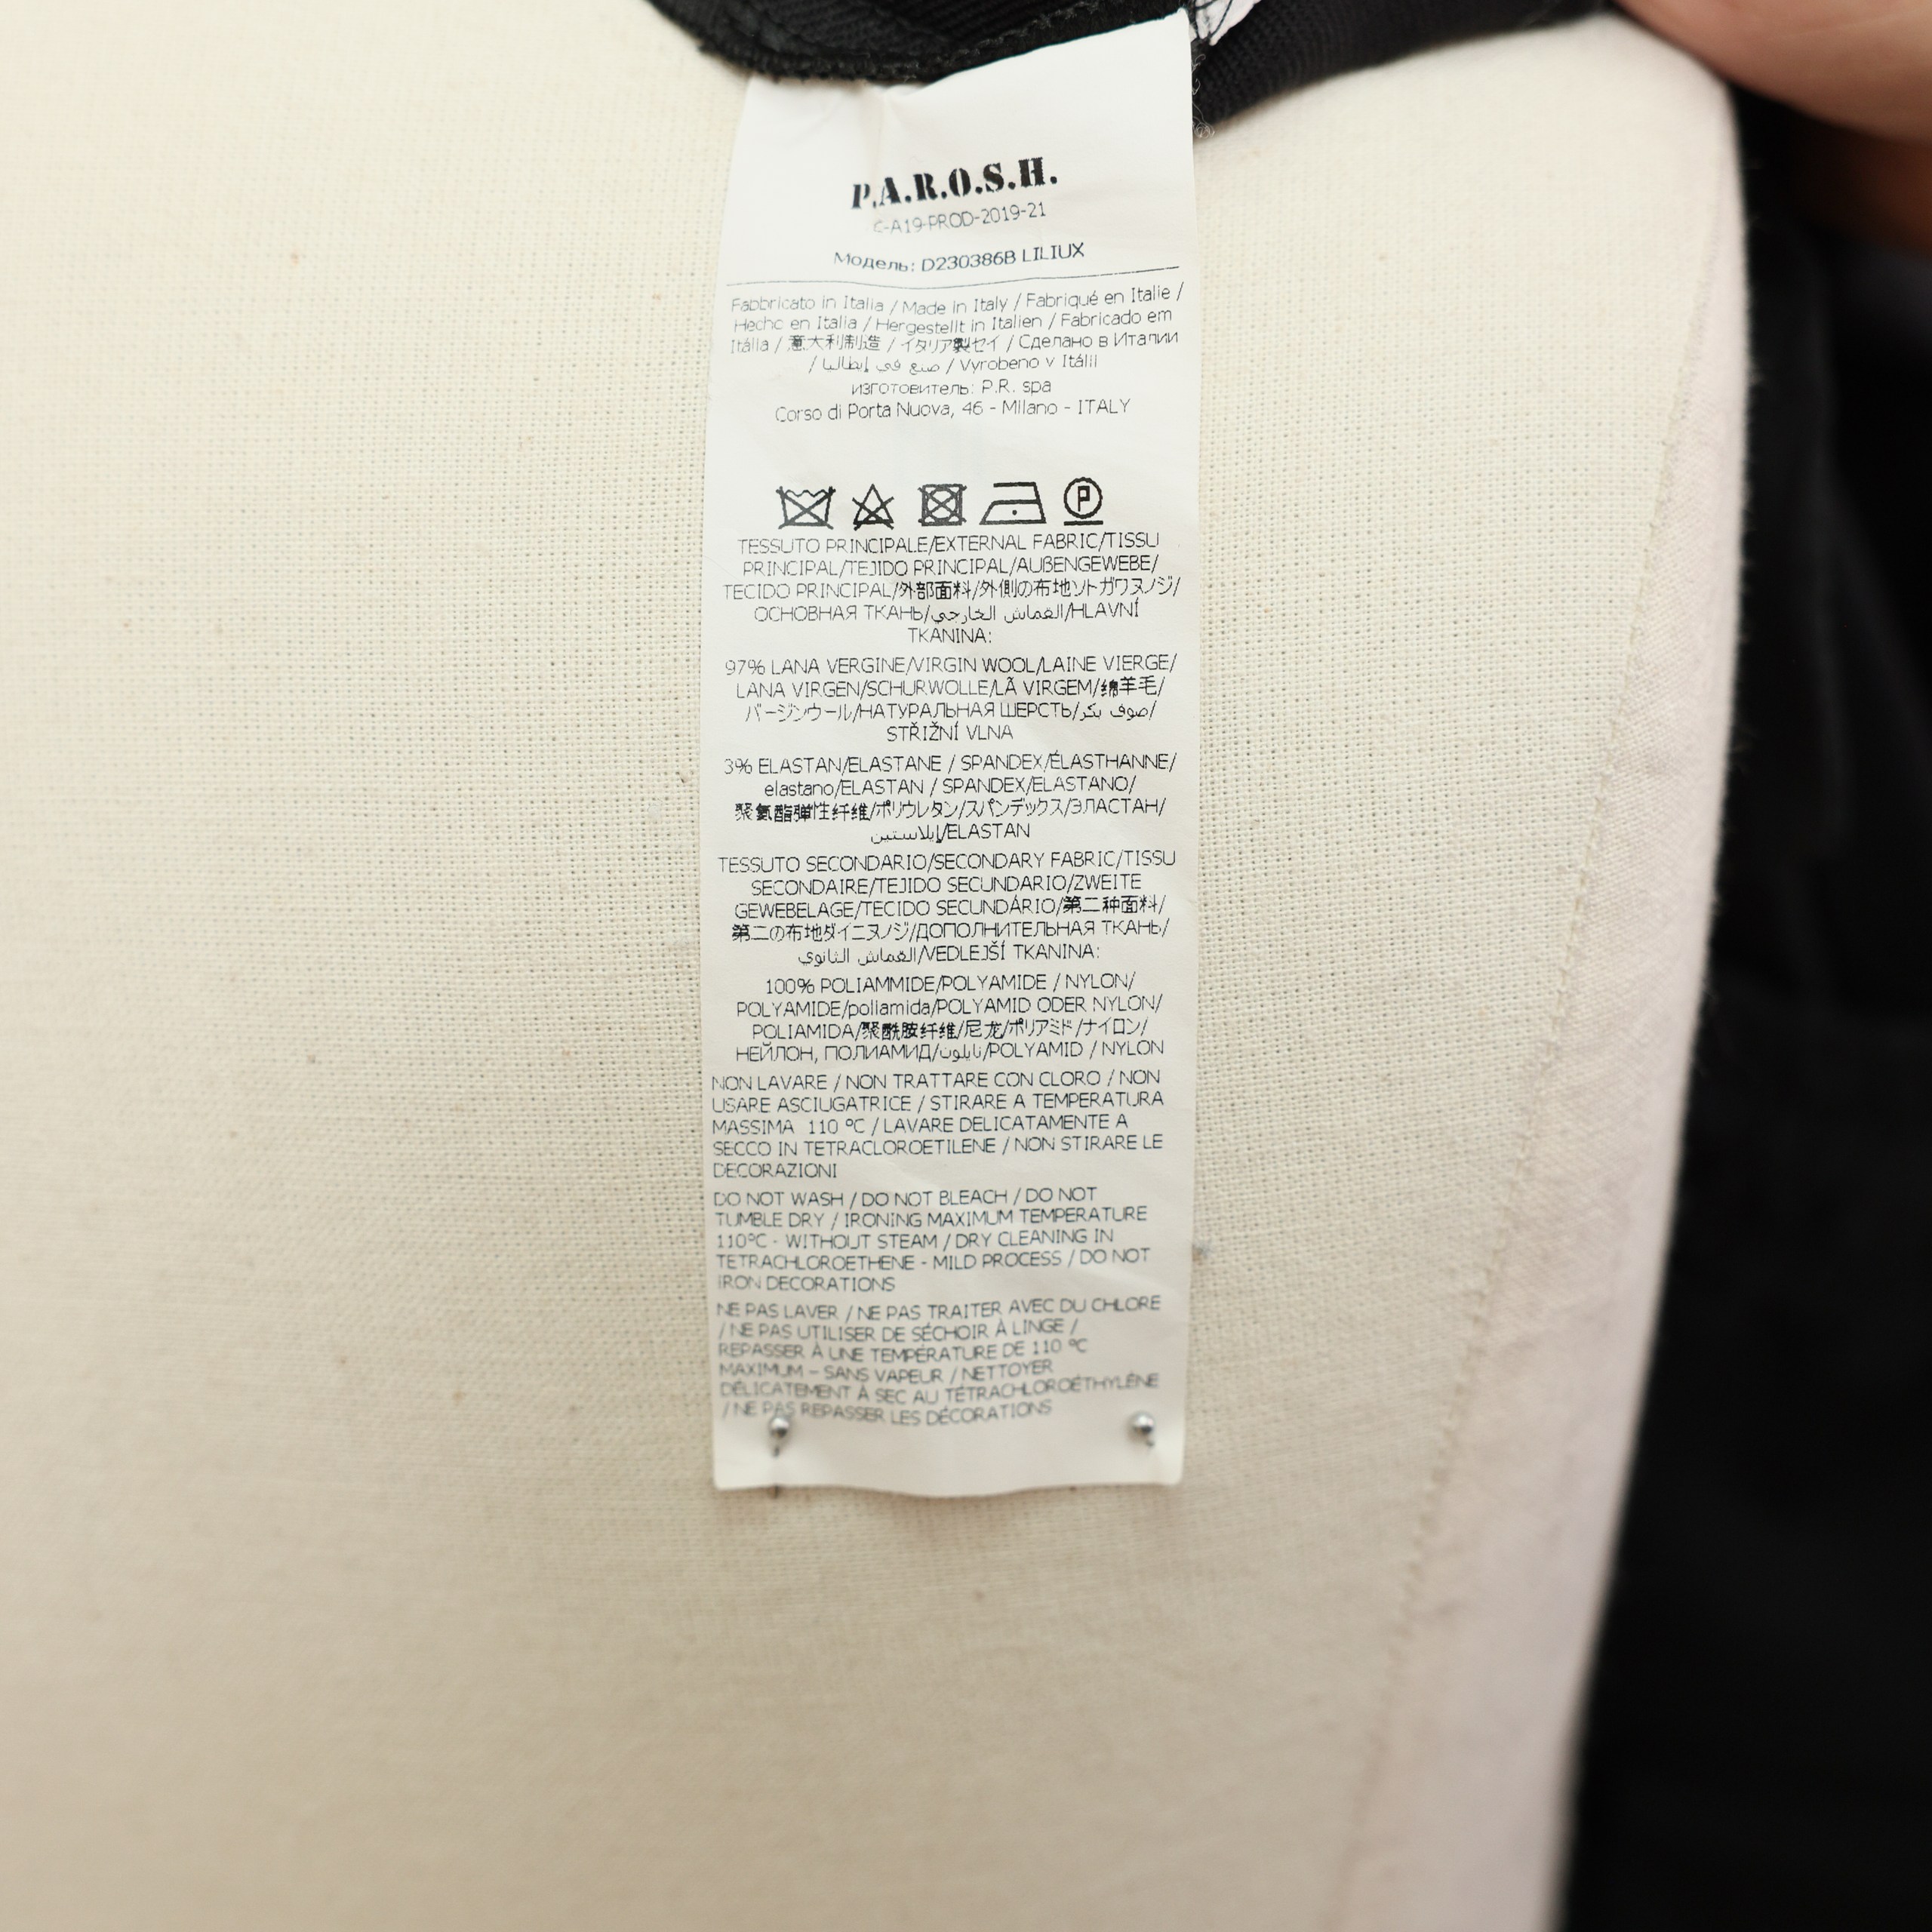 P.A.R.O.S.H.
C-A19-PROD-2019-21
Модель: D230386B LILIUX
Fabbricato in Italia / Made in Italy / Fabriqué en Italie /
Hecho en Italia / Hergestellt in Italien / Fabricado em
Itália / 意大利制造 / イタリア製セイ / Сделано в Италии
/ صنع في إيطاليا / Vyrobeno v Itálii
изготовитель: P.R. spa
Corso di Porta Nuova, 46 - Milano - ITALY
P
TESSUTO PRINCIPALE/EXTERNAL FABRIC/TISSU
PRINCIPAL/TEJIDO PRINCIPAL/AUßENGEWEBE/
TECIDO PRINCIPAL/外部面料/外側の布地ソトガワヌノジ/
ОСНОВНАЯ ТКАНЬ/القماش الخارجي/HLAVNÍ
TKANINA:
97% LANA VERGINE/VIRGIN WOOL/LAINE VIERGE/
LANA VIRGEN/SCHURWOLLE/LÃ VIRGEM/绵羊毛/
バージンウール/НАТУРАЛЬНАЯ ШЕРСТЬ/صوف بكر/
STŘIŽNÍ VLNA
3% ELASTAN/ELASTANE / SPANDEX/ÉLASTHANNE/
elastano/ELASTAN / SPANDEX/ELASTANO/
聚氨酯弹性纤维/ポリウレタン/スパンデックス/ЭЛАСТАН/
إيلاستين/ELASTAN
TESSUTO SECONDARIO/SECONDARY FABRIC/TISSU
SECONDAIRE/TEJIDO SECUNDARIO/ZWEITE
GEWEBELAGE/TECIDO SECUNDÁRIO/第二种面料/
第二の布地ダイニヌノジ/ДОПОЛНИТЕЛЬНАЯ ТКАНЬ/
القماش الثانوي/VEDLEJŠÍ TKANINA:
100% POLIAMMIDE/POLYAMIDE / NYLON/
POLYAMIDE/poliamida/POLYAMID ODER NYLON/
POLIAMIDA/聚酰胺纤维/尼龙/ポリアミド/ナイロン/
НЕЙЛОН, ПОЛИАМИД/نايلون/POLYAMID / NYLON
NON LAVARE / NON TRATTARE CON CLORO / NON
USARE ASCIUGATRICE / STIRARE A TEMPERATURA
MASSIMA 110 ºC / LAVARE DELICATAMENTE A
SECCO IN TETRACLOROETILENE / NON STIRARE LE
DECORAZIONI
DO NOT WASH / DO NOT BLEACH / DO NOT
TUMBLE DRY / IRONING MAXIMUM TEMPERATURE
110ºC - WITHOUT STEAM / DRY CLEANING IN
TETRACHLOROETHENE - MILD PROCESS / DO NOT
IRON DECORATIONS
NE PAS LAVER / NE PAS TRAITER AVEC DU CHLORE
/ NE PAS UTILISER DE SÉCHOIR À LINGE /
REPASSER À UNE TEMPÉRATURE DE 110 ºC
MAXIMUM – SANS VAPEUR / NETTOYER
DÉLICATEMENT À SEC AU TÉTRACHLOROÉTHYLÈNE
/ NE PAS REPASSER LES DÉCORATIONS